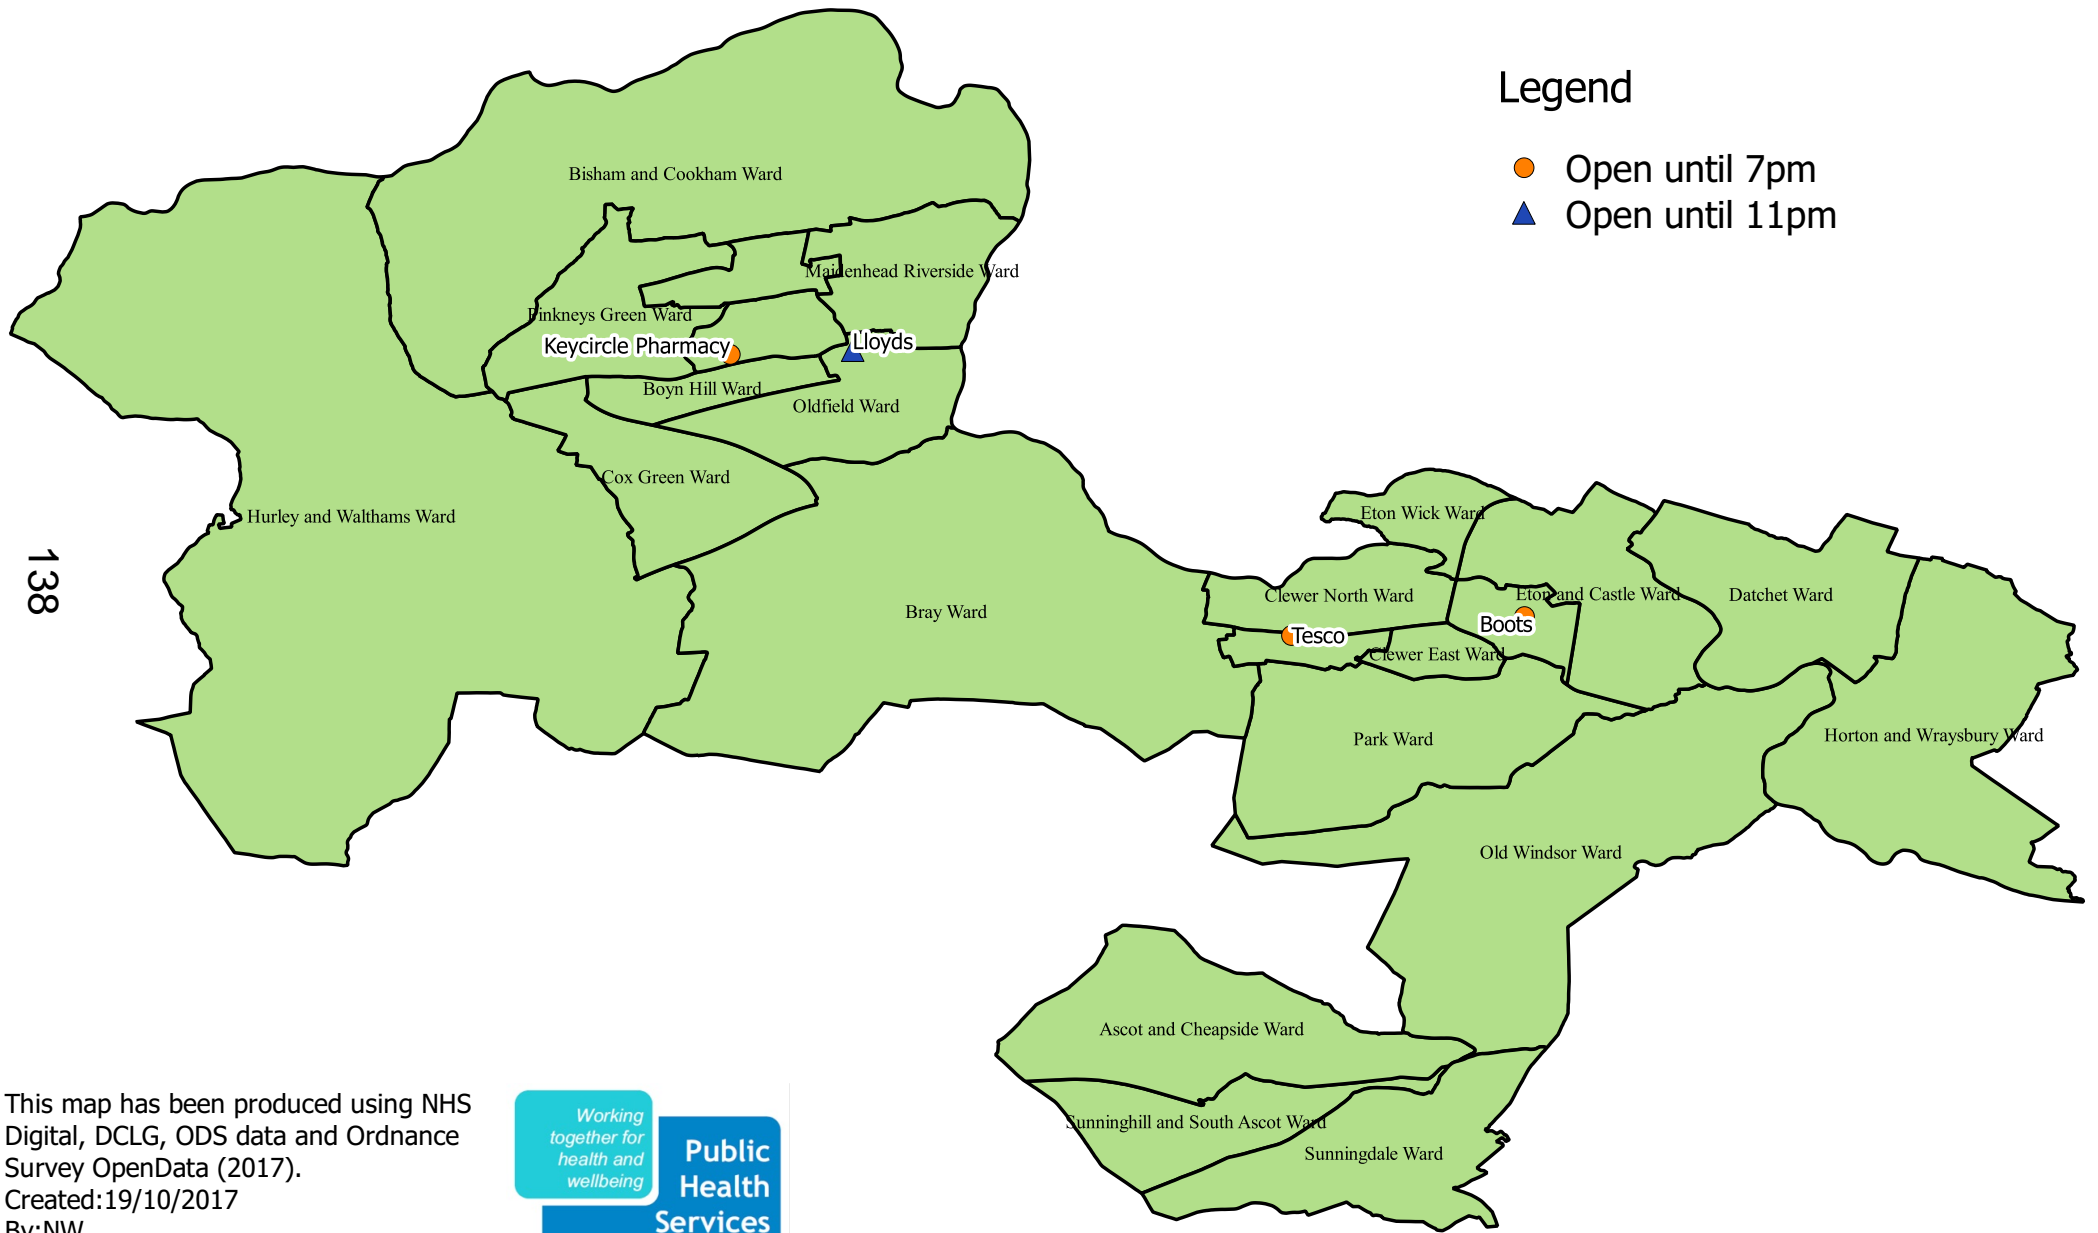 Legend
Open until 7pm
Open until 11pm
Bisham and Cookham Ward
Maidenhead Riverside Ward
Pinkneys Green Ward
Keycircle Pharmacy
Lloyds
Boyn Hill Ward
Oldfield Ward
Cox Green Ward
Hurley and Walthams Ward
Eton Wick Ward
138
Clewer North Ward
Eton and Castle Ward
Datchet Ward
Bray Ward
Boots
Tesco
Clewer East Ward
Park Ward
Horton and Wraysbury Ward
Old Windsor Ward
Ascot and Cheapside Ward
Sunninghill and South Ascot Ward
Sunningdale Ward
This map has been produced using NHS
Digital, DCLG, ODS data and Ordnance
Survey OpenData (2017).
Created:19/10/2017
By:NW
Working
together for
health and
wellbeing
Public
Health
Services